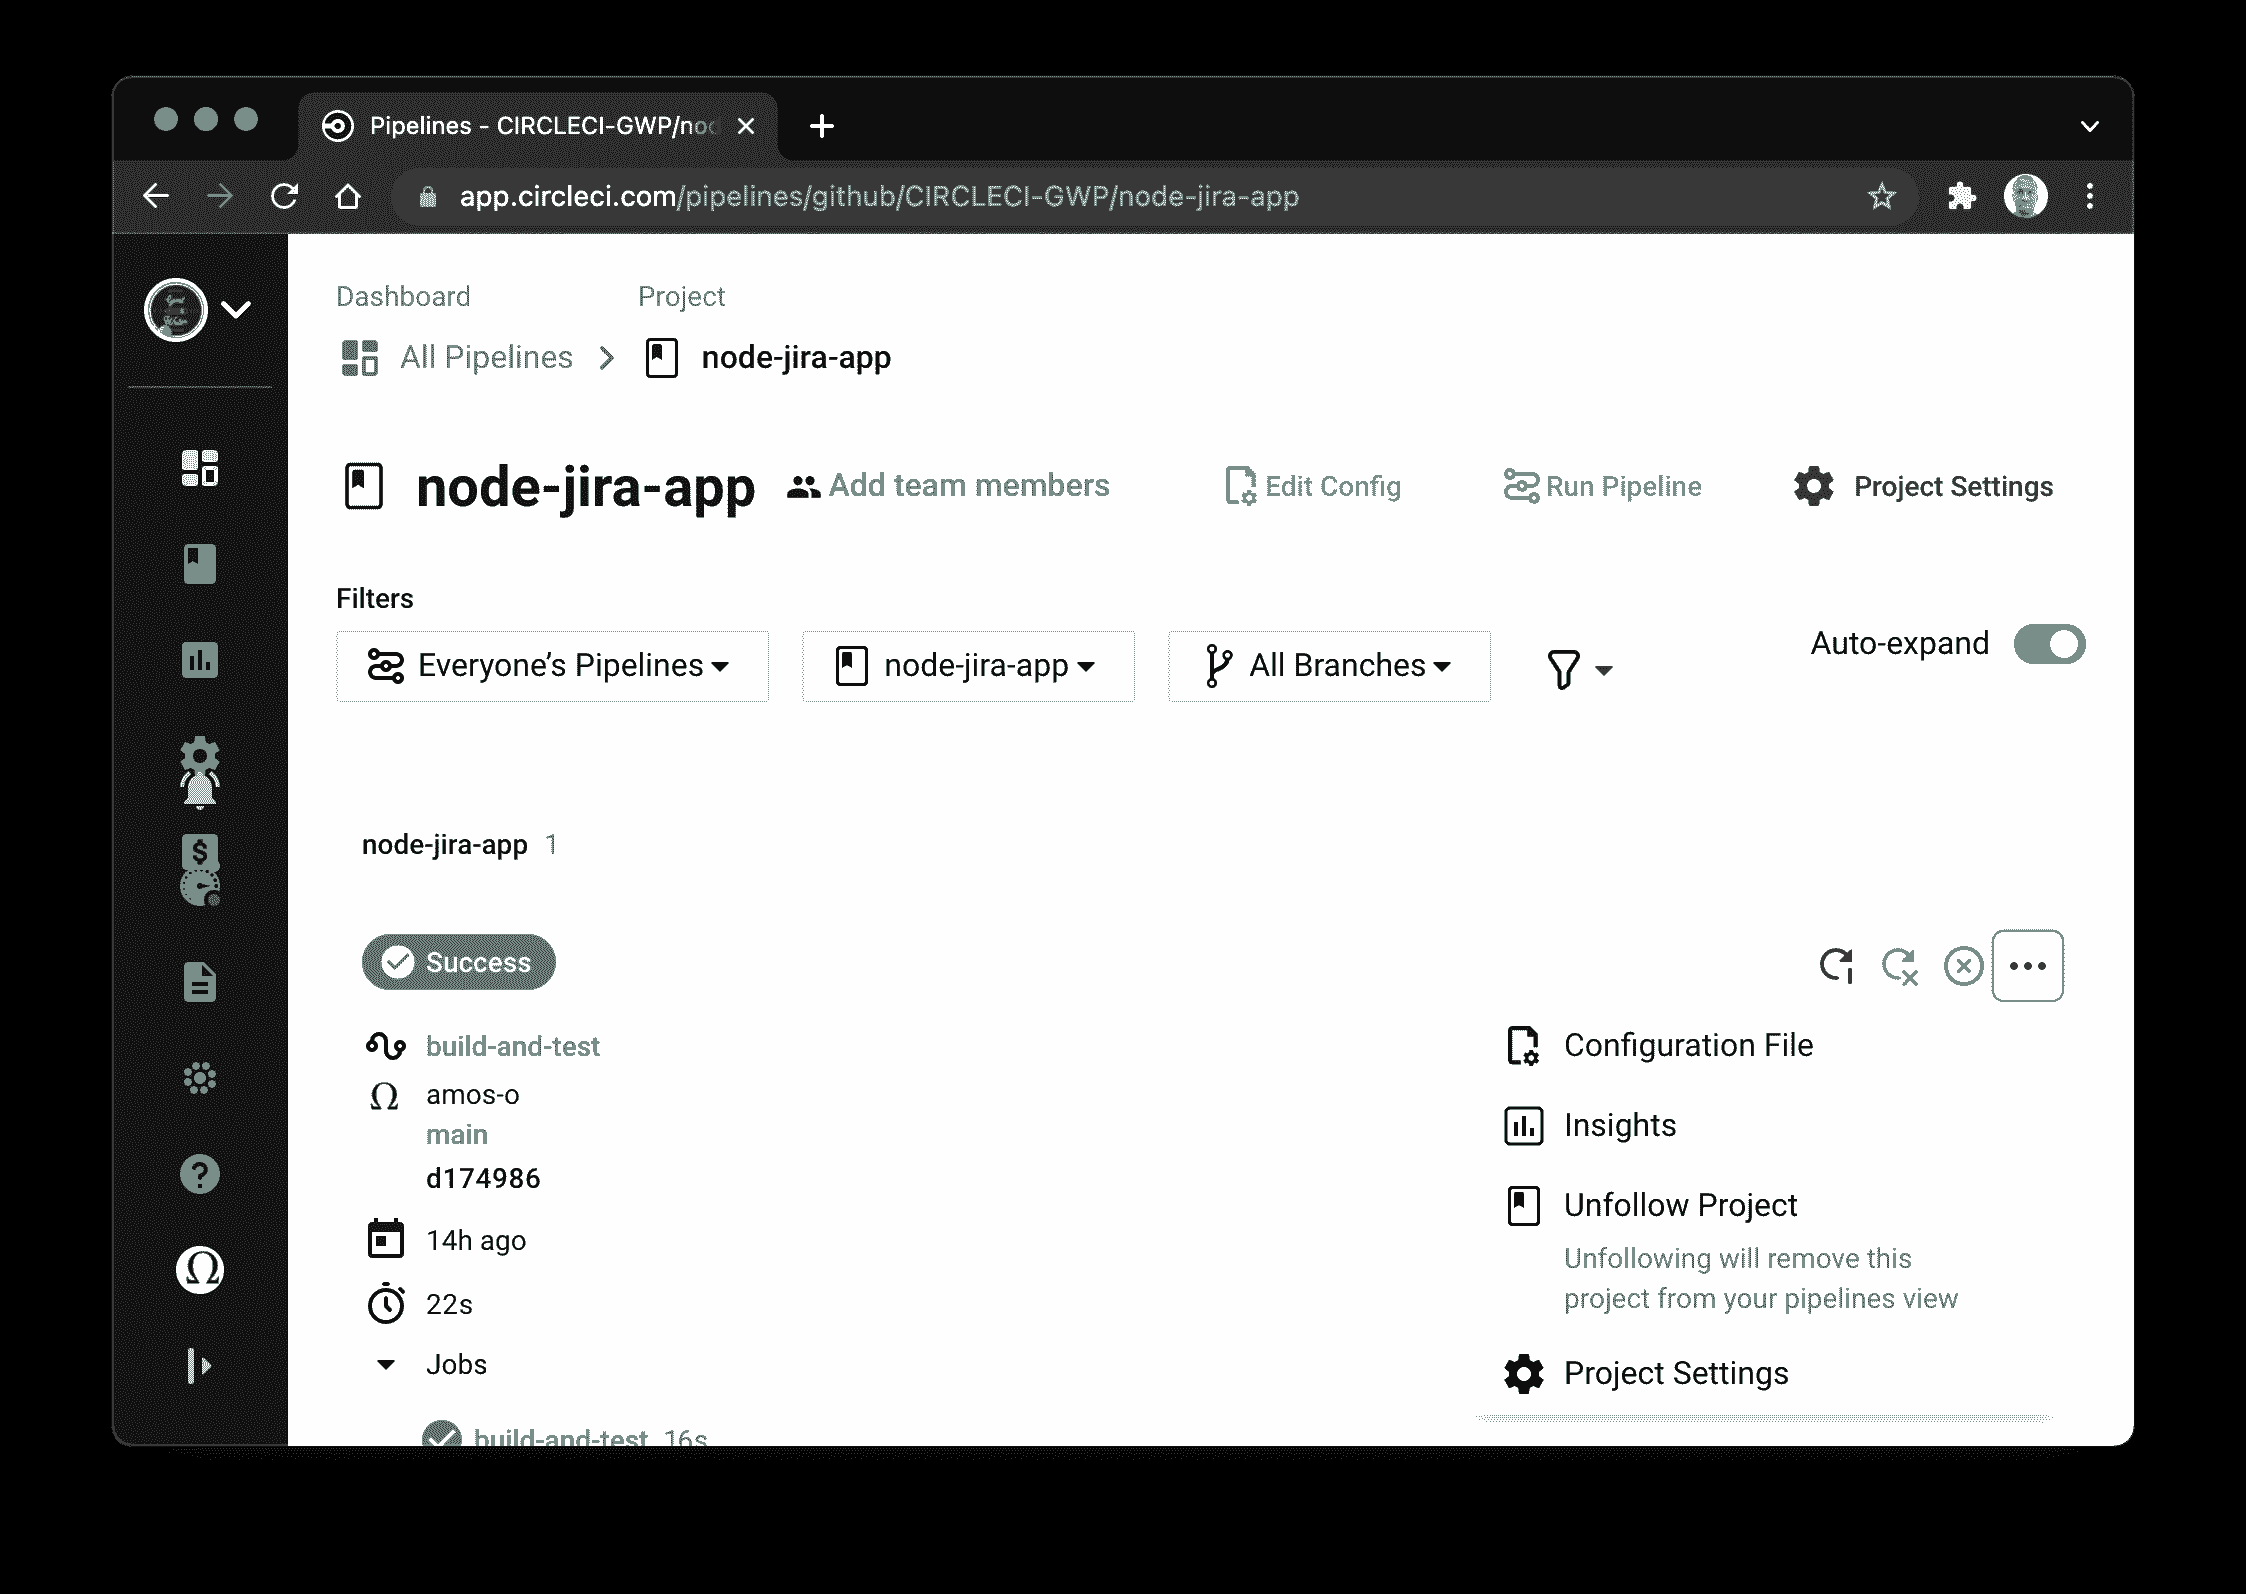 Pipelines - CIRCLECI-GWP/noc
app.circleci.com/pipelines/github/CIRCLECI-GWP/node-jira-app
Dashboard Project
All Pipelines node-jira-app
node-jira-app Add team members Edit Config Run Pipeline Project Settings
Filters
Everyone’s Pipelines node-jira-app All Branches Auto-expand
node-jira-app 1
Success
build-and-test
amos-o
main
d174986
14h ago
22s
Jobs
build-and-test 16s
Configuration File
Insights
Unfollow Project
Unfollowing will remove this
project from your pipelines view
Project Settings